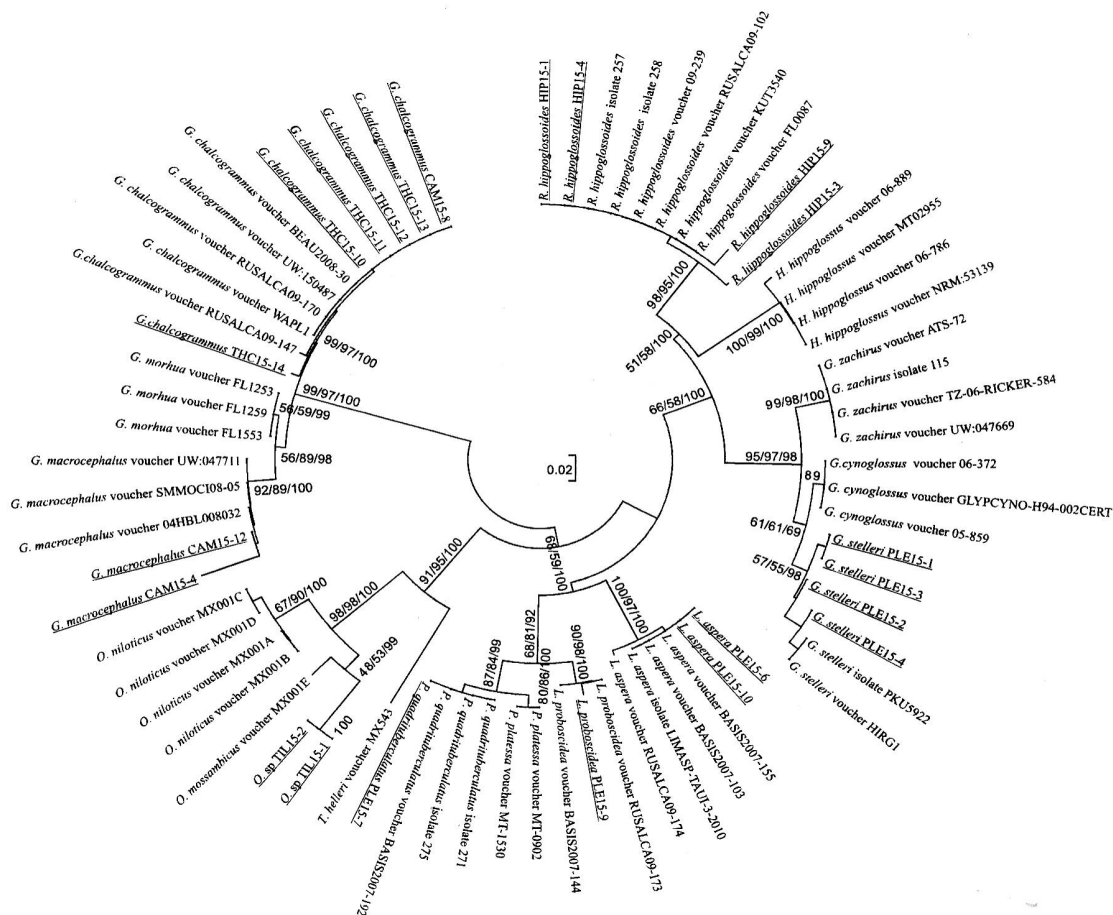 R. hippoglossoides HIP15-1
R. hippoglossoides HIP15-4
R. hippoglossoides isolate 257
R. hippoglossoides isolate 258
R. hippoglossoides voucher 09-239
R. hippoglossoides voucher RUSALCA09-102
R. hippoglossoides voucher KUT3540
R. hippoglossoides voucher FL0087
R. hippoglossoides HIP15-9
R. hippoglossoides HIP15-3
H. hippoglossus voucher 06-889
H. hippoglossus voucher MT02955
H. hippoglossus voucher 06-786
H. hippoglossus voucher NRM:53139
G. zachirus voucher ATS-72
G. zachirus isolate 115
G. zachirus voucher TZ-06-RICKER-584
G. zachirus voucher UW:047669
G.cynoglossus voucher 06-372
G. cynoglossus voucher GLYPCYNO-H94-002CERT
G. cynoglossus voucher 05-859
G. stelleri PLE15-1
G. stelleri PLE15-3
G. stelleri PLE15-2
G. stelleri PLE15-4
G. stelleri isolate PKU5922
G. stelleri voucher HIRG1
L. aspera PLE15-6
L. aspera PLE15-10
L. aspera voucher BASIS2007-155
L. aspera voucher BASIS2007-103
L. aspera isolate LIMASP-TAUI-3-2010
L. aspera voucher RUSALCA09-174
L. proboscidea voucher RUSALCA09-173
L. proboscidea PLE15-9
L. proboscidea voucher BASIS2007-144
P. platessa voucher MT-0902
P. platessa voucher MT-1530
P. quadrituberculatus isolate 271
P. quadrituberculatus isolate 275
P. quadrituberculatus voucher BASIS2007-192
P. quadrituberculatus PLE15-7
T. helleri voucher MX543
O. sp TIL15-1
O. sp TIL15-2
O. mossambicus voucher MX001E
O. niloticus voucher MX001B
O. niloticus voucher MX001A
O. niloticus voucher MX001D
O. niloticus voucher MX001C
G. macrocephalus CAM15-4
G. macrocephalus CAM15-12
G. macrocephalus voucher 04HBL008032
G. macrocephalus voucher SMMOCI08-05
G. macrocephalus voucher UW:047711
G. morhua voucher FL1553
G. morhua voucher FL1259
G. morhua voucher FL1253
G.chalcogrammus THC15-14
G.chalcogrammus voucher RUSALCA09-147
G. chalcogrammus voucher WAPL1
G. chalcogrammus voucher RUSALCA09-170
G. chalcogrammus voucher UW:150487
G. chalcogrammus voucher BEAU2008-30
G. chalcogrammus THC15-10
G. chalcogrammus THC15-11
G. chalcogrammus THC15-12
G. chalcogrammus THC15-13
G. chalcogrammus CAM15-8
98/95/100
100/99/100
51/58/100
66/58/100
99/98/100
95/97/98
89
61/61/69
57/55/98
100/97/100
68/59/100
68/81/92
90/98/100
80/86/100
87/84/99
91/95/100
98/98/100
67/90/100
48/53/99
100
92/89/100
56/89/98
56/59/99
99/97/100
99/97/100
0.02